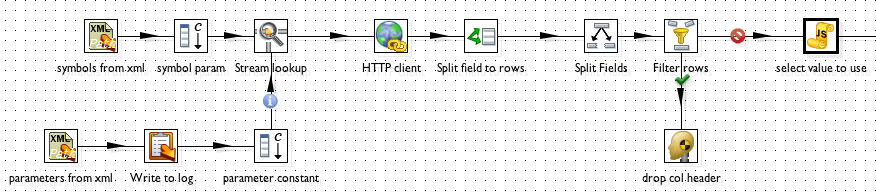 symbols from xml
symbol param
Stream lookup
HTTP client
Split field to rows
Split Fields
Filter rows
select value to use
parameters from xml
Write to log
parameter constant
drop col header